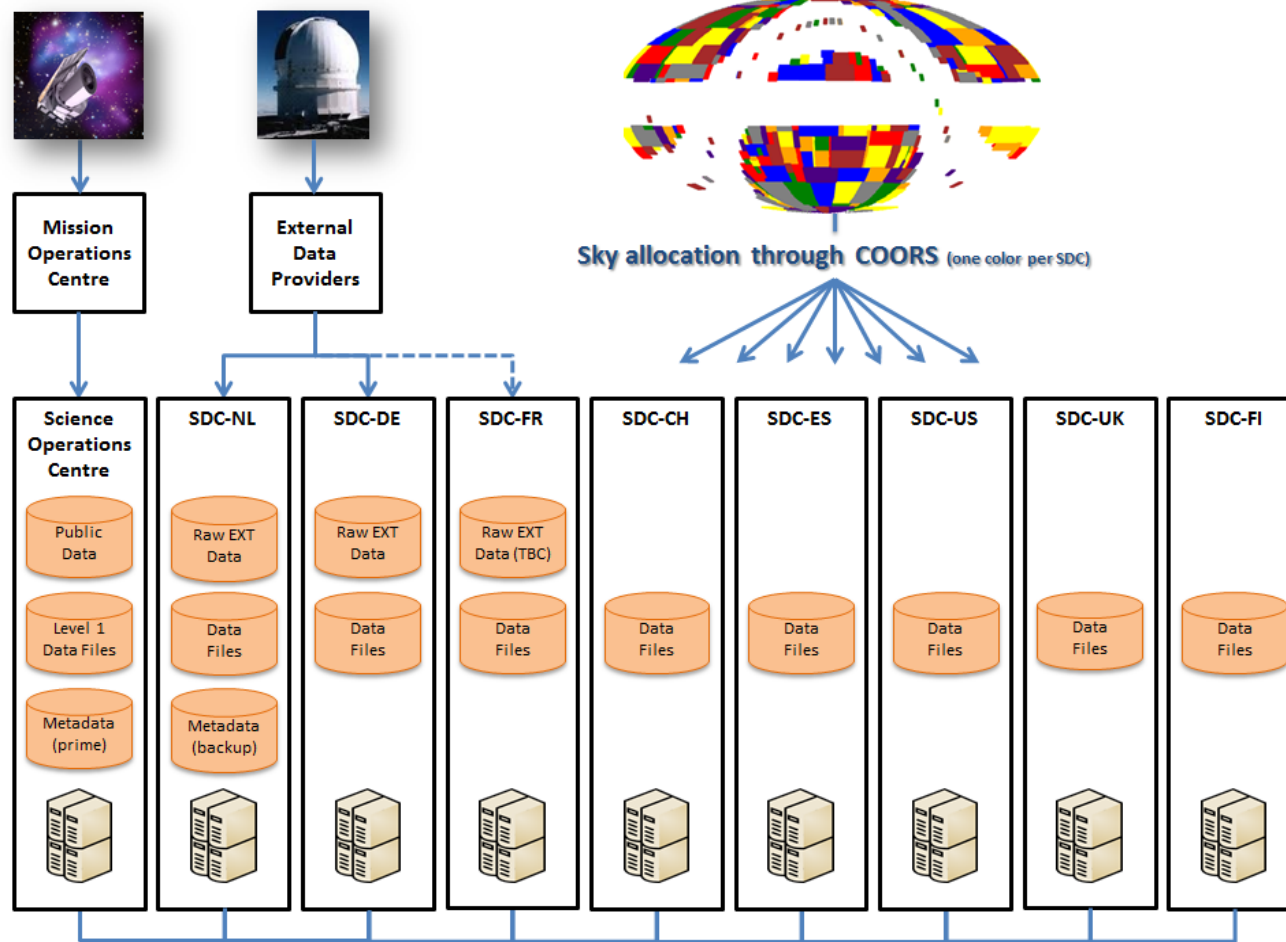 Mission
Operations
Centre
External
Data
Providers
Sky allocation through COORS (one color per SDC)
Science
Operations
Centre
Public
Data
Level 1
Data Files
Metadata
(prime)
SDC-NL
Raw EXT
Data
Data
Files
Metadata
(backup)
SDC-DE
Raw EXT
Data
Data
Files
SDC-FR
Raw EXT
Data (TBC)
Data
Files
SDC-CH
Data
Files
SDC-ES
Data
Files
SDC-US
Data
Files
SDC-UK
Data
Files
SDC-FI
Data
Files